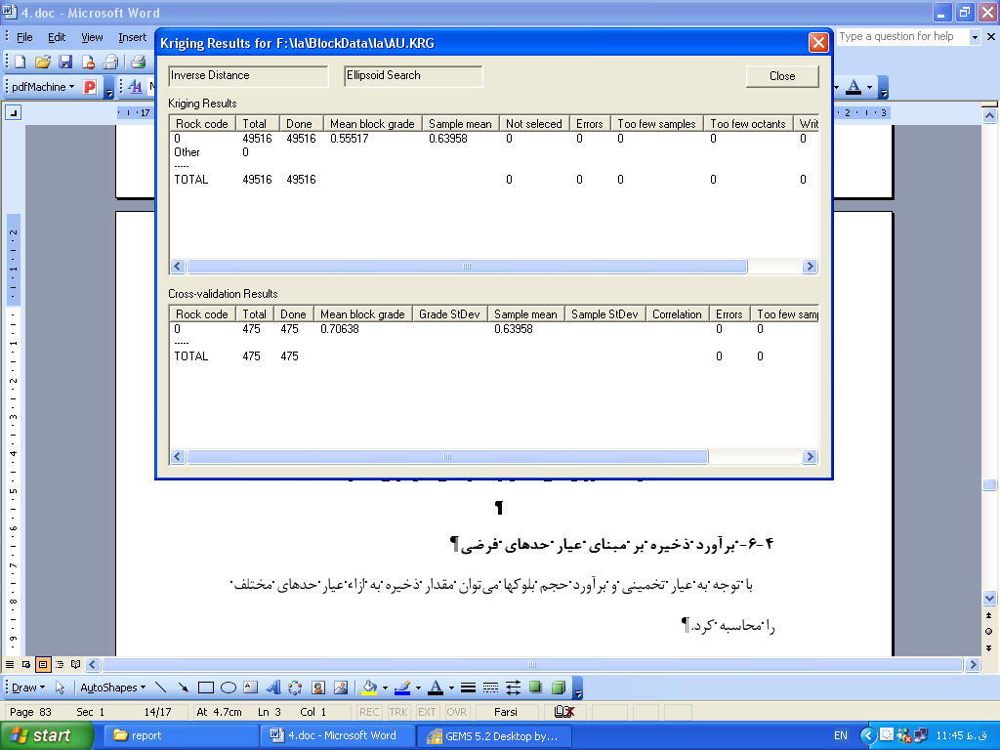 4.doc - Microsoft Word
File Edit View Insert
Type a question for help
pdfMachine
Kriging Results for F:\la\BlockData\la\AU.KRG
Inverse Distance Ellipsoid Search Close
Kriging Results
Rock code Total Done Mean block grade Sample mean Not seleced Errors Too few samples Too few octants Writ
0 49516 49516 0.55517 0.63958 0 0 0 0 0
Other 0
-----
TOTAL 49516 49516 0 0 0 0 0
Cross-validation Results
Rock code Total Done Mean block grade Grade StDev Sample mean Sample StDev Correlation Errors Too few samp
0 475 475 0.70638 0.63958 0 0
-----
TOTAL 475 475 0 0
¶
۴-۶- برآورد ذخیره بر مبنای عیار حدهای فرضی¶
با توجه به عیار تخمینی و برآورد حجم بلوکها می‌توان مقدار ذخیره به ازاء عیار حدهای مختلف
را محاسبه کرد.¶
Draw AutoShapes
Page 83 Sec 1 14/17 At 4.7cm Ln 3 Col 1 REC TRK EXT OVR Farsi
start report 4.doc - Microsoft Word GEMS 5.2 Desktop by... EN 11:45 ق.ظ